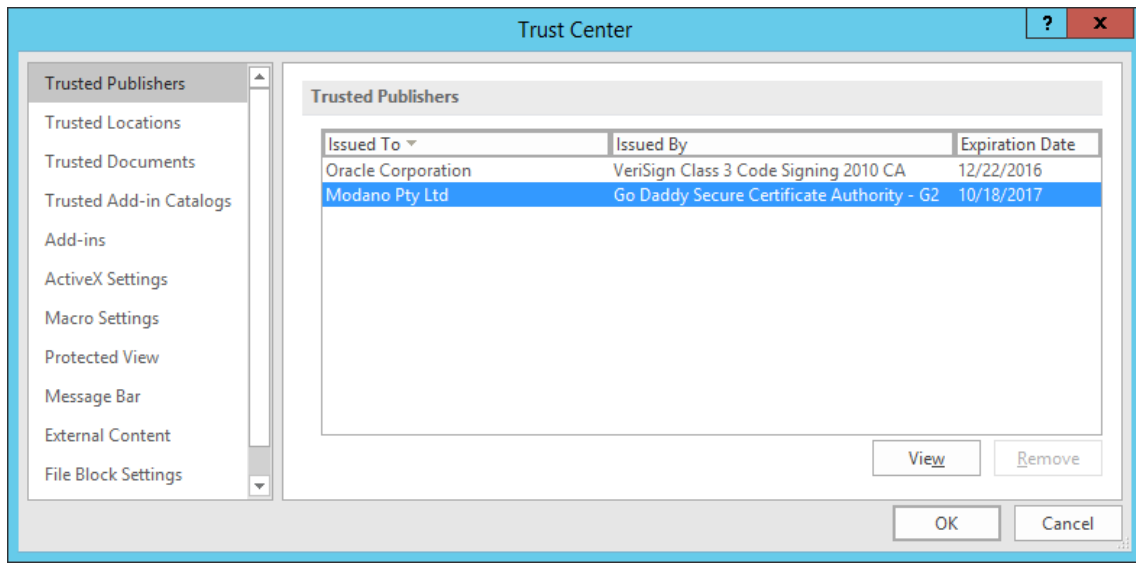 Trust Center
?
x
Trusted Publishers
Trusted Locations
Trusted Documents
Trusted Add-in Catalogs
Add-ins
ActiveX Settings
Macro Settings
Protected View
Message Bar
External Content
File Block Settings
Trusted Publishers
Issued To Issued By Expiration Date
Oracle Corporation VeriSign Class 3 Code Signing 2010 CA 12/22/2016
Modano Pty Ltd Go Daddy Secure Certificate Authority - G2 10/18/2017
View Remove
OK Cancel